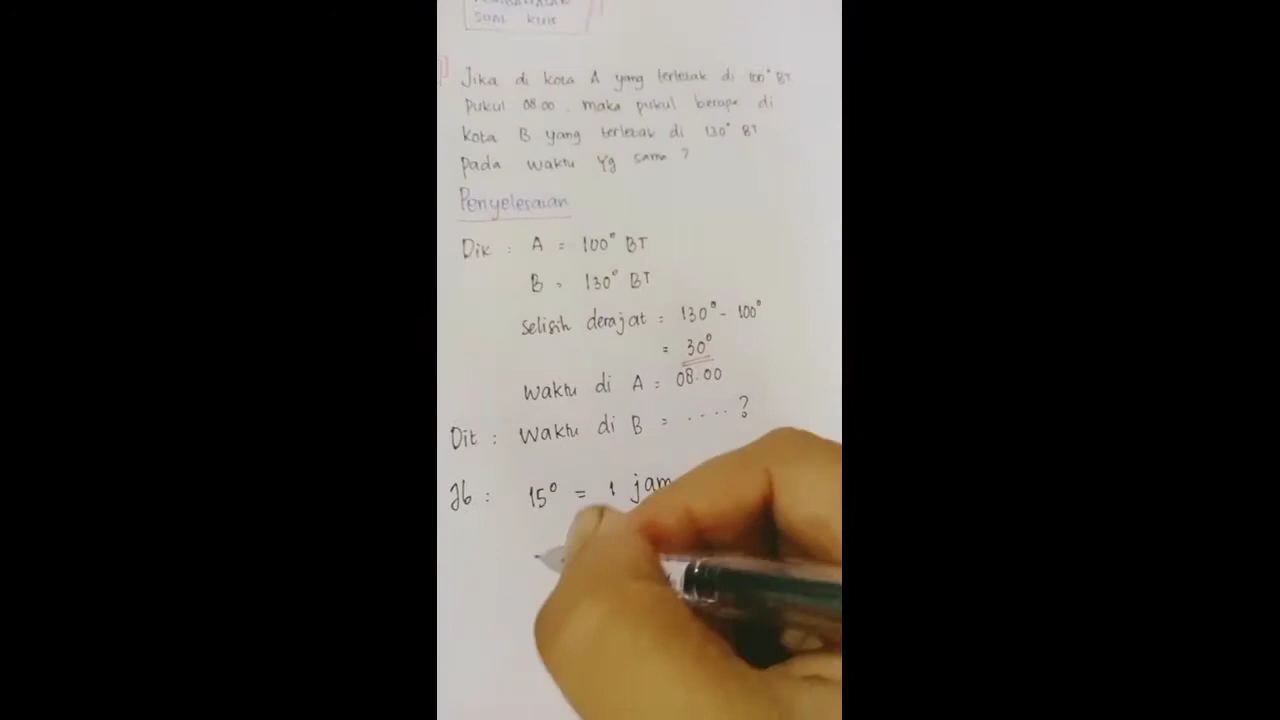 SOAL KUIS
Jika di kota A yang terletak di 100° BT
Pukul 08.00. maka pukul berapa di
kota B yang terletak di 130° BT
pada waktu yg sama ?
Penyelesaian
Dik : A = 100° BT
B = 130° BT
Selisih derajat = 130° - 100°
= 30°
Waktu di A = 08.00
Dit : Waktu di B = ..... ?
Jb : 15° = 1 jam